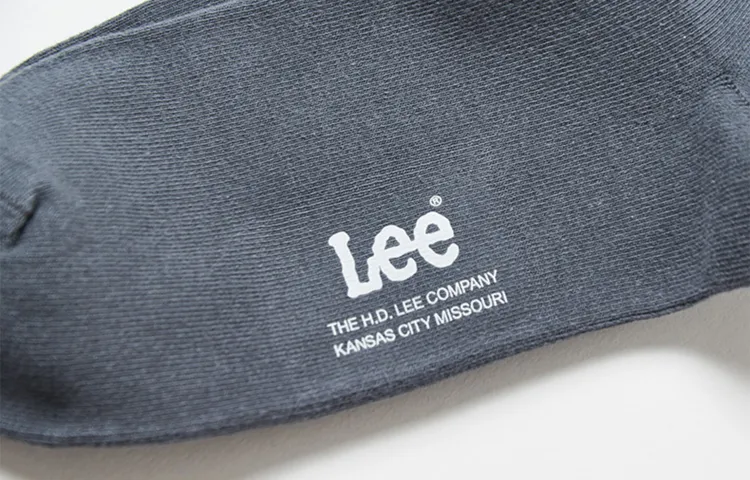 Lee®
THE H.D. LEE COMPANY
KANSAS CITY MISSOURI